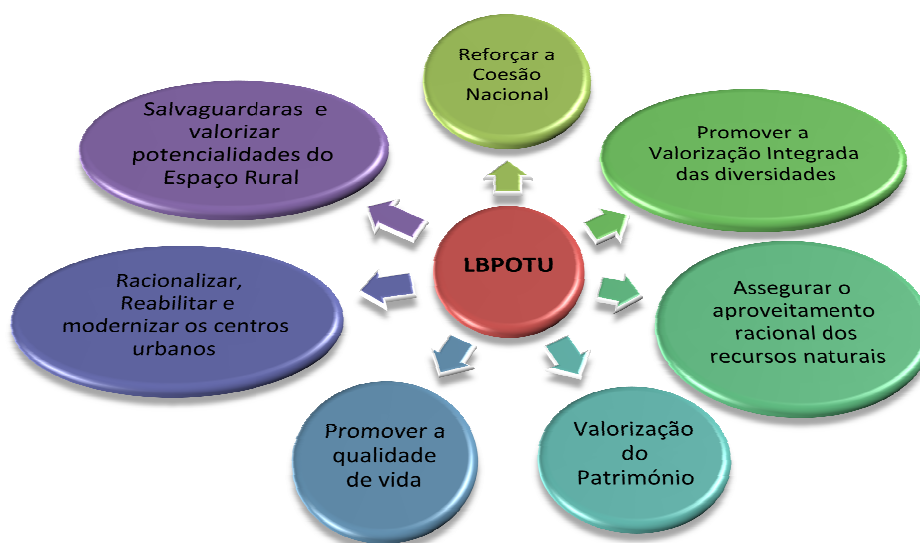 Reforçar a
Coesão
Nacional
Salvaguardaras e
valorizar
potencialidades do
Espaço Rural
Promover a
Valorização Integrada
das diversidades
LBPOTU
Racionalizar,
Reabilitar e
modernizar os centros
urbanos
Assegurar o
aproveitamento
racional dos
recursos naturais
Promover a
qualidade
de vida
Valorização
do
Património